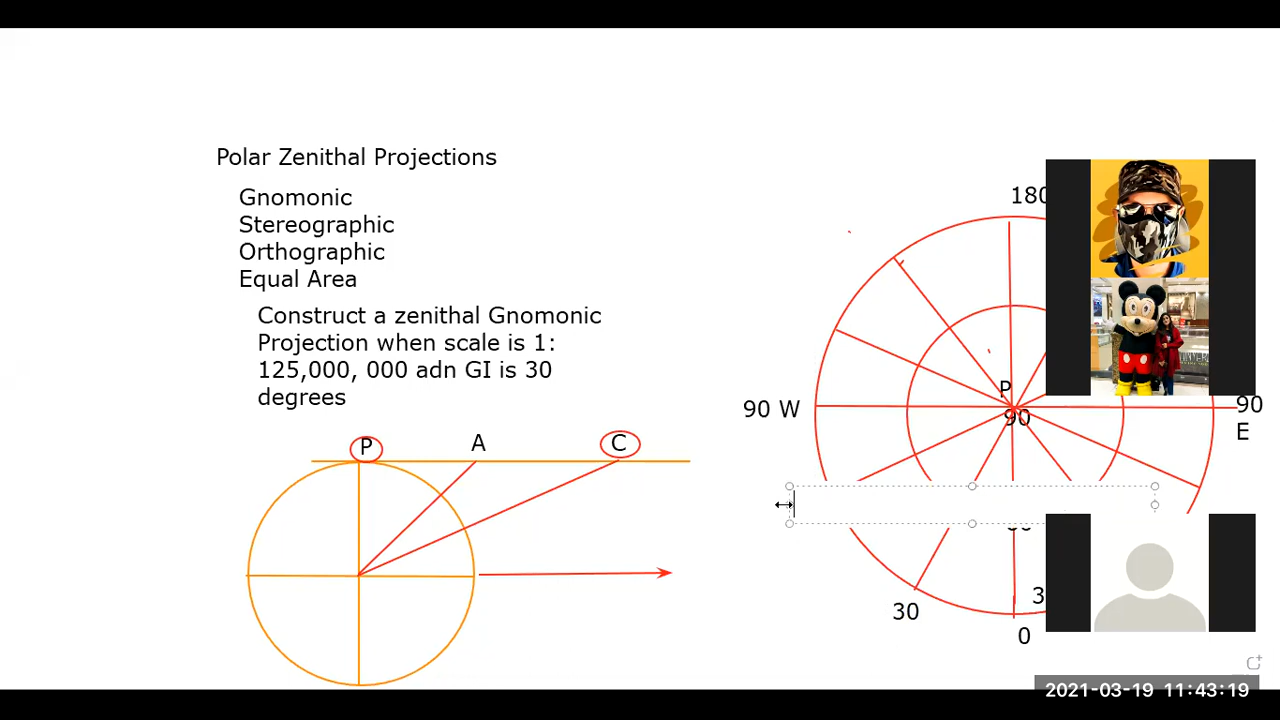 Polar Zenithal Projections
Gnomonic
Stereographic
Orthographic
Equal Area
Construct a zenithal Gnomonic
Projection when scale is 1:
125,000, 000 adn GI is 30
degrees
P
A
C
180
90 W
P
90
90
E
30
3
0
2021-03-19 11:43:19